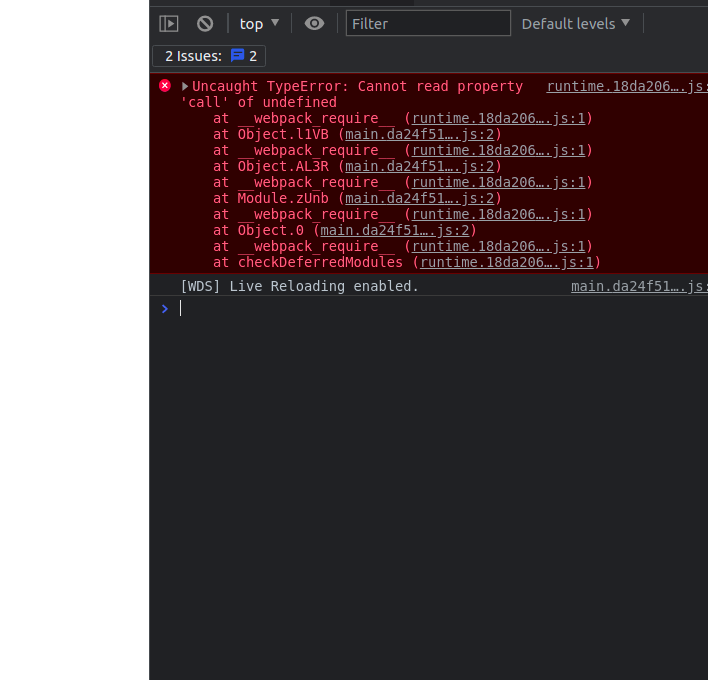 top Filter Default levels
2 Issues: 2
Uncaught TypeError: Cannot read property runtime.18da206….js:
'call' of undefined
at __webpack_require__ (runtime.18da206….js:1)
at Object.l1VB (main.da24f51….js:2)
at __webpack_require__ (runtime.18da206….js:1)
at Object.AL3R (main.da24f51….js:2)
at __webpack_require__ (runtime.18da206….js:1)
at Module.zUnb (main.da24f51….js:2)
at __webpack_require__ (runtime.18da206….js:1)
at Object.0 (main.da24f51….js:2)
at __webpack_require__ (runtime.18da206….js:1)
at checkDeferredModules (runtime.18da206….js:1)
[WDS] Live Reloading enabled. main.da24f51….js: